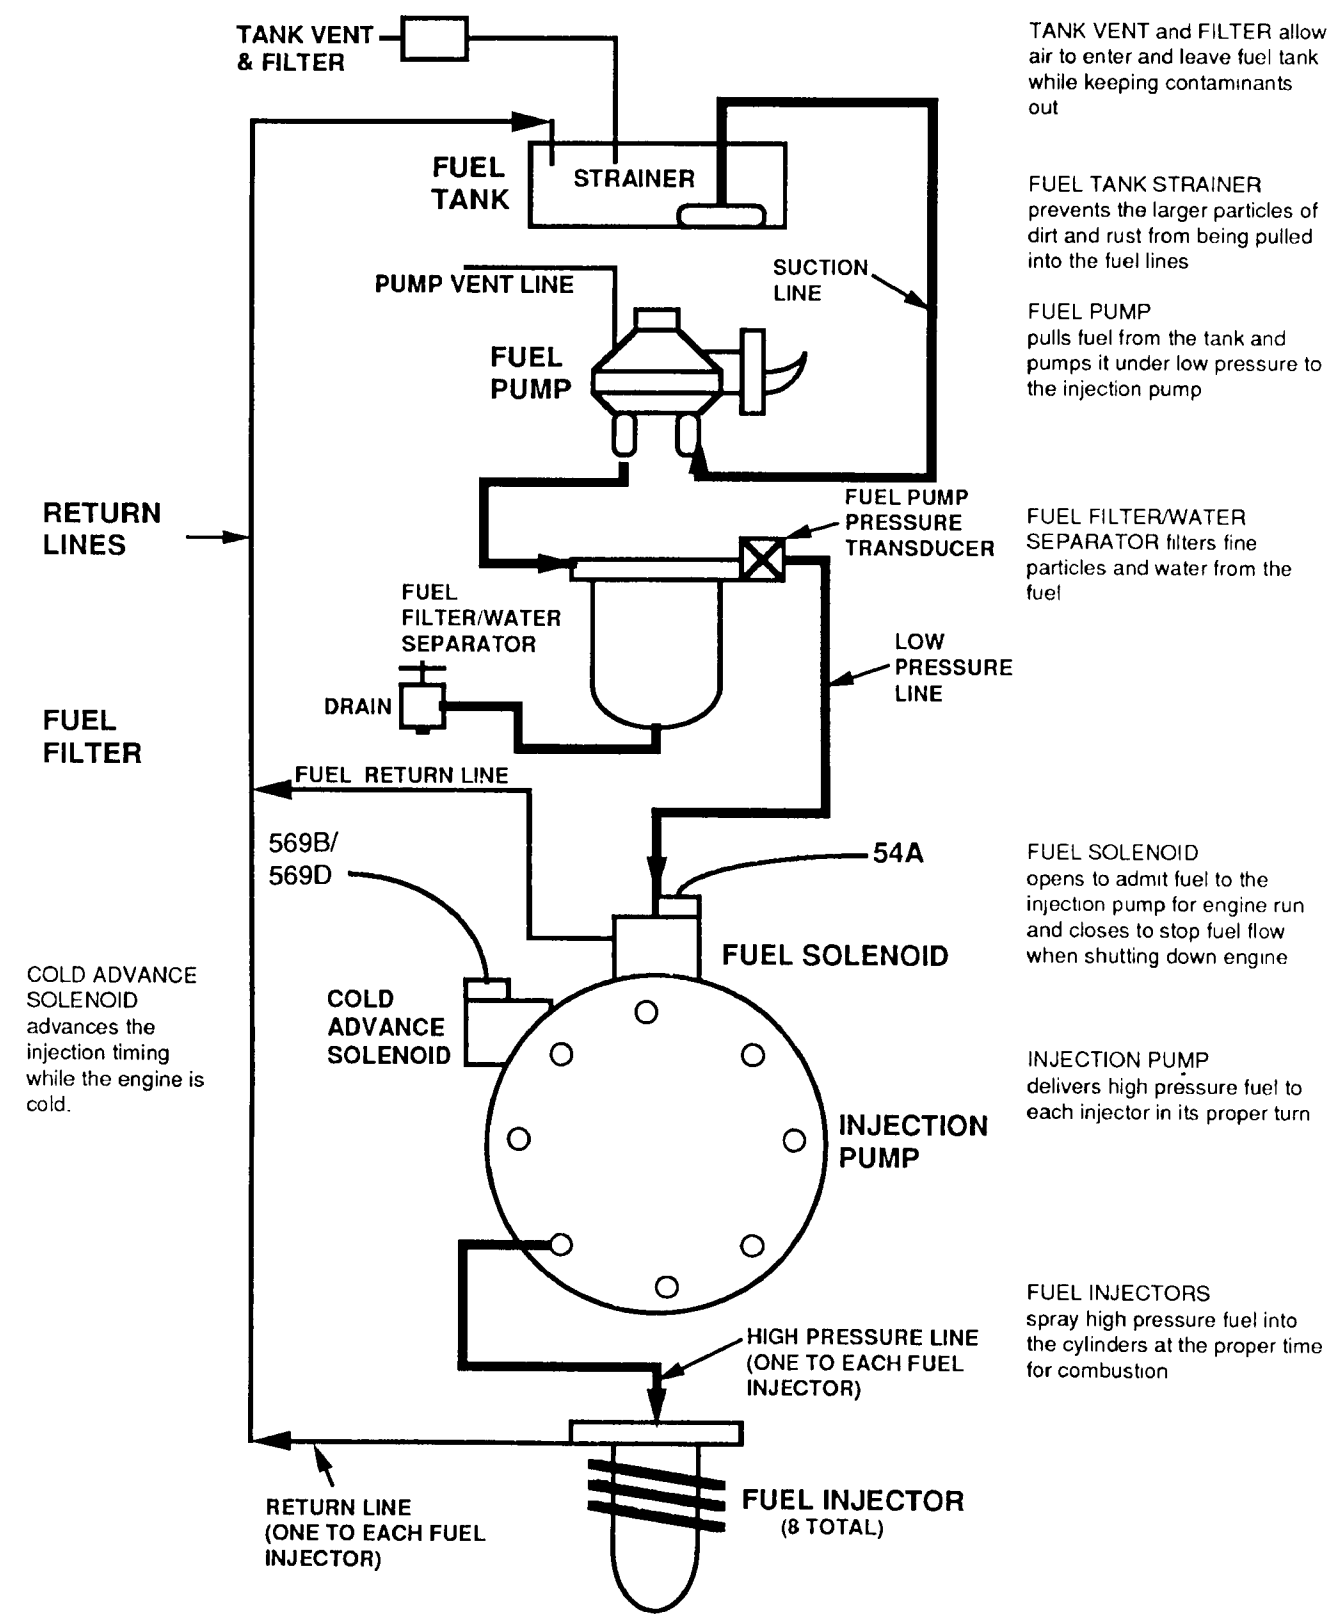 TANK VENT
& FILTER
TANK VENT and FILTER allow
air to enter and leave fuel tank
while keeping contaminants
out
FUEL
TANK
STRAINER
FUEL TANK STRAINER
prevents the larger particles of
dirt and rust from being pulled
into the fuel lines
SUCTION
LINE
PUMP VENT LINE
FUEL
PUMP
FUEL PUMP
pulls fuel from the tank and
pumps it under low pressure to
the injection pump
RETURN
LINES
FUEL PUMP
PRESSURE
TRANSDUCER
FUEL FILTER/WATER
SEPARATOR filters fine
particles and water from the
fuel
FUEL
FILTER/WATER
SEPARATOR
LOW
PRESSURE
LINE
DRAIN
FUEL
FILTER
FUEL RETURN LINE
569B/
569D
54A
FUEL SOLENOID
opens to admit fuel to the
injection pump for engine run
and closes to stop fuel flow
when shutting down engine
FUEL SOLENOID
COLD ADVANCE
SOLENOID
advances the
injection timing
while the engine is
cold.
COLD
ADVANCE
SOLENOID
INJECTION
PUMP
INJECTION PUMP
delivers high pressure fuel to
each injector in its proper turn
FUEL INJECTORS
spray high pressure fuel into
the cylinders at the proper time
for combustion
HIGH PRESSURE LINE
(ONE TO EACH FUEL
INJECTOR)
RETURN LINE
(ONE TO EACH FUEL
INJECTOR)
FUEL INJECTOR
(8 TOTAL)